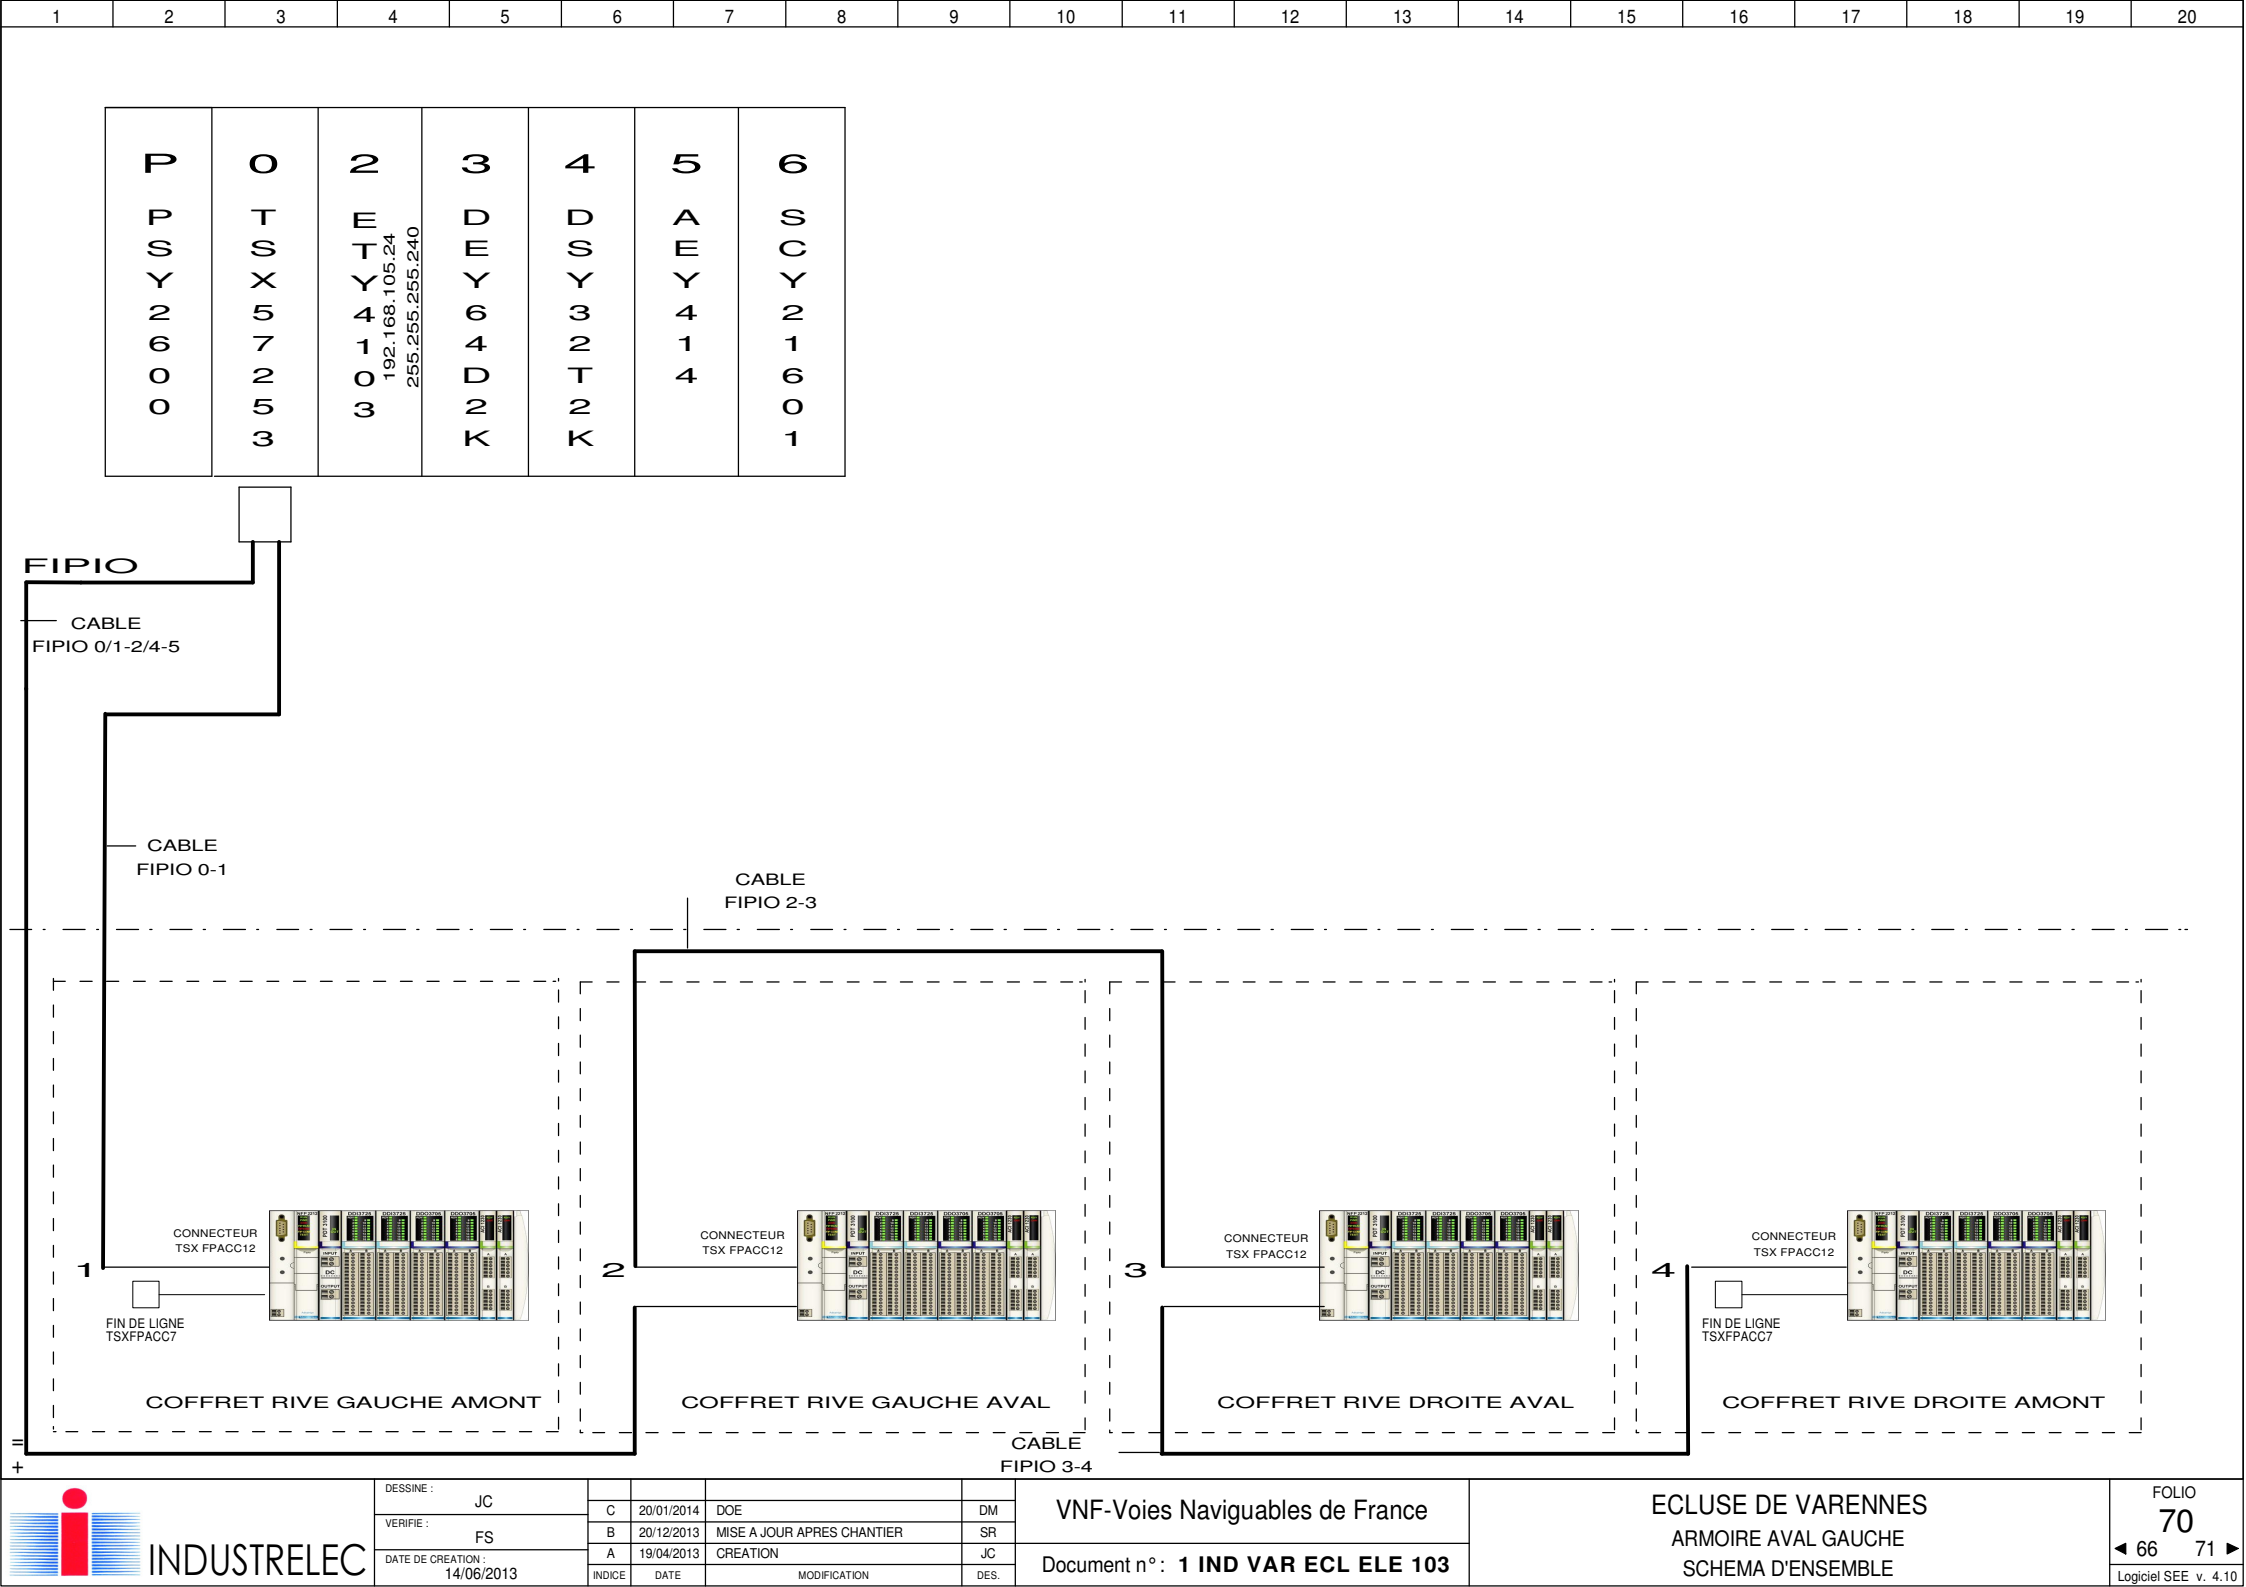 1 2 3 4 5 6 7 8 9 10 11 12 13 14 15 16 17 18 19 20
P 0 2 3 4 5 6
PSY2600
TSX57253
ETY4103
192.168.105.24
255.255.255.240
DEY64D2K
DSY32T2K
AEY414
SCY21601
FIPIO
CABLE
FIPIO 0/1-2/4-5
CABLE
FIPIO 0-1
CABLE
FIPIO 2-3
1
CONNECTEUR
TSX FPACC12
FIN DE LIGNE
TSXFPACC7
COFFRET RIVE GAUCHE AMONT
2
CONNECTEUR
TSX FPACC12
COFFRET RIVE GAUCHE AVAL
3
CONNECTEUR
TSX FPACC12
COFFRET RIVE DROITE AVAL
4
CONNECTEUR
TSX FPACC12
FIN DE LIGNE
TSXFPACC7
COFFRET RIVE DROITE AMONT
CABLE
FIPIO 3-4
=
+
INDUSTRELEC
DESSINE :
JC
VERIFIE :
FS
DATE DE CREATION :
14/06/2013
C 20/01/2014 DOE DM
B 20/12/2013 MISE A JOUR APRES CHANTIER SR
A 19/04/2013 CREATION JC
INDICE DATE MODIFICATION DES.
VNF-Voies Naviguables de France
Document n° : 1 IND VAR ECL ELE 103
ECLUSE DE VARENNES
ARMOIRE AVAL GAUCHE
SCHEMA D'ENSEMBLE
FOLIO
70
66 71
Logiciel SEE v. 4.10